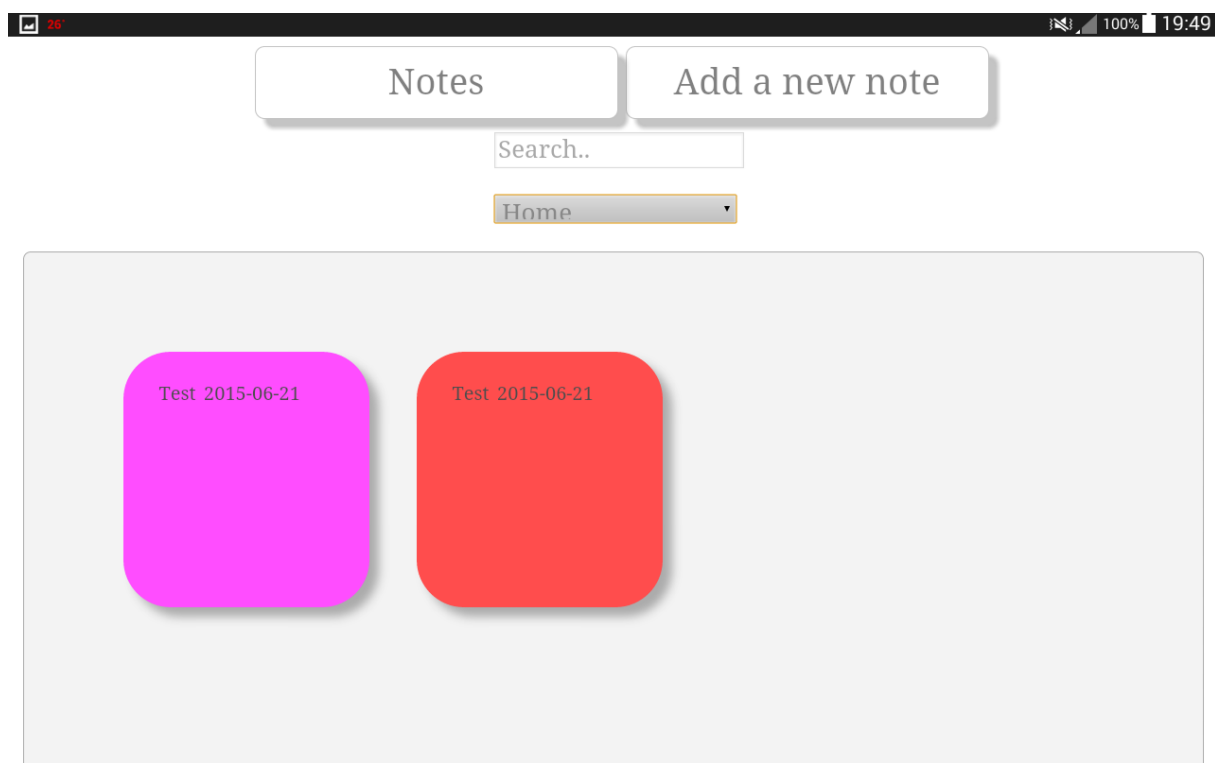 26° 100% 19:49
Notes Add a new note
Search..
Home
Test 2015-06-21 Test 2015-06-21